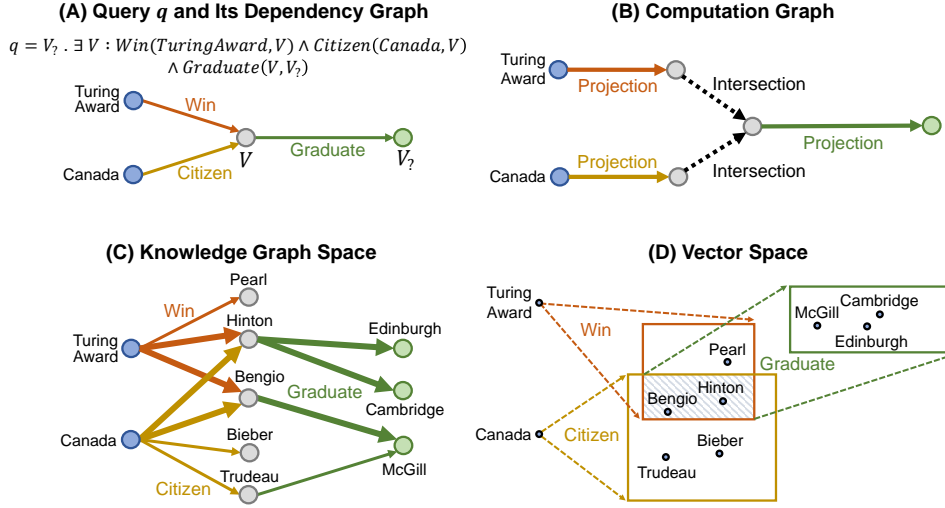 (A) Query q and Its Dependency Graph
q = V? . ∃ V : Win(TuringAward, V) ∧ Citizen(Canada, V)
∧ Graduate(V, V?)
Turing
Award
Win
V
Graduate
V?
Canada
Citizen
(B) Computation Graph
Turing
Award
Projection
Intersection
Projection
Canada
Projection
Intersection
(C) Knowledge Graph Space
Pearl
Win
Hinton
Turing
Award
Edinburgh
Bengio
Graduate
Cambridge
Canada
Bieber
McGill
Citizen
Trudeau
(D) Vector Space
Turing
Award
Win
McGill
Cambridge
Edinburgh
Pearl
Graduate
Hinton
Bengio
Canada
Citizen
Bieber
Trudeau